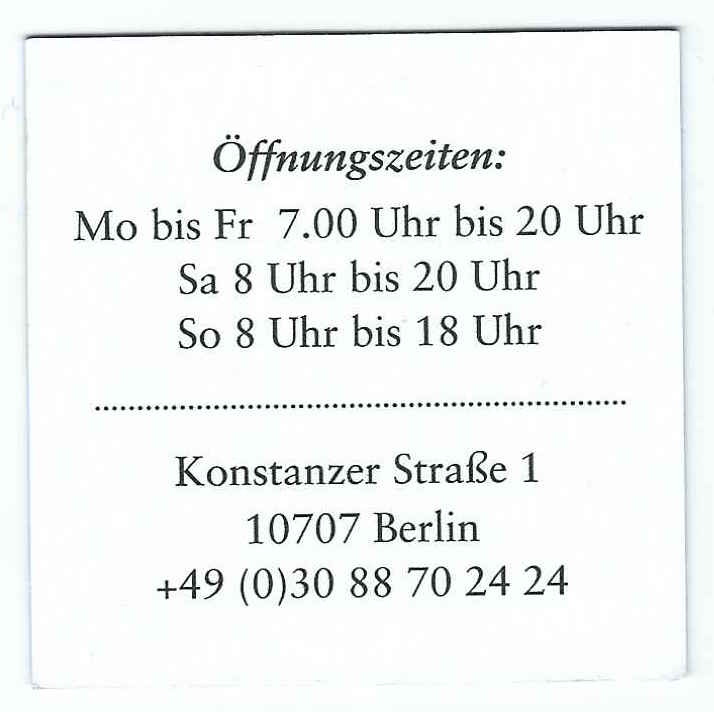 Öffnungszeiten:
Mo bis Fr  7.00 Uhr bis 20 Uhr
Sa 8 Uhr bis 20 Uhr
So 8 Uhr bis 18 Uhr
Konstanzer Straße 1
10707 Berlin
+49 (0)30 88 70 24 24